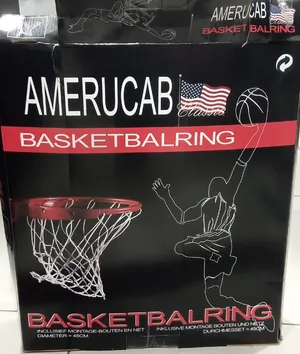 AMERUCAB
BASKETBALRING
AMERUCAB
Classic
BASKETBALRING
BASKETBALRING
INCLUSIEF MONTAGE-BOUTEN EN NET
DIAMETER = 45CM
INKLUSIVE MONTAGE BOUTEN UND NETZ
DURCHMESSET = 45CM